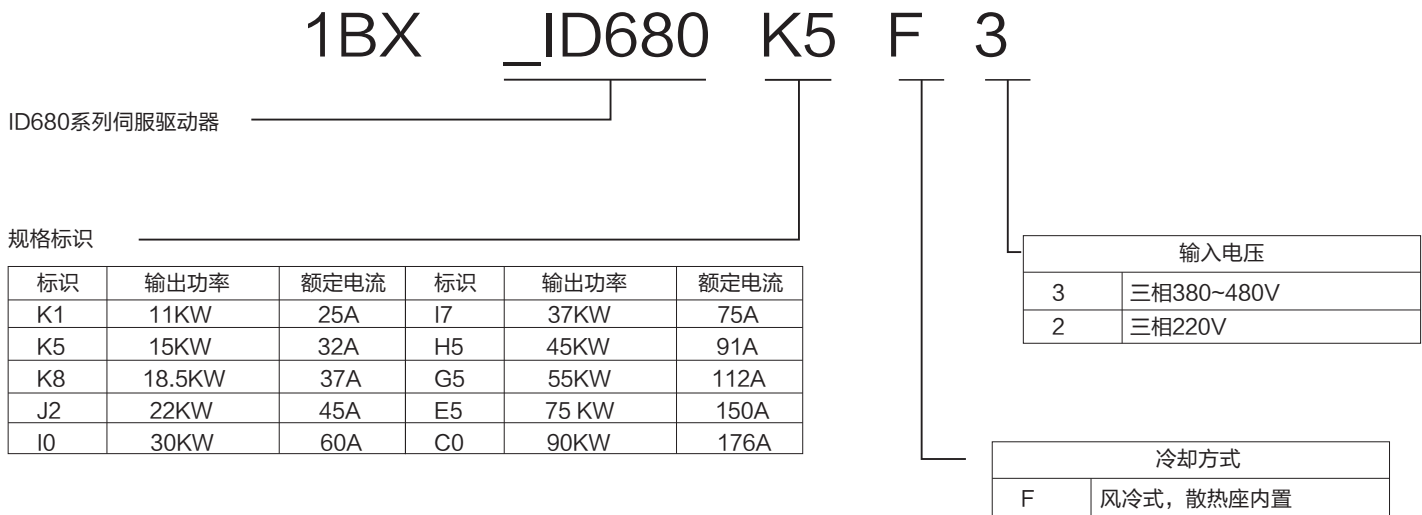 1BX _ID680 K5 F 3
ID680系列伺服驱动器
规格标识
标识 输出功率 额定电流 标识 输出功率 额定电流
K1 11KW 25A I7 37KW 75A
K5 15KW 32A H5 45KW 91A
K8 18.5KW 37A G5 55KW 112A
J2 22KW 45A E5 75 KW 150A
I0 30KW 60A C0 90KW 176A
输入电压
3 三相380~480V
2 三相220V
冷却方式
F 风冷式，散热座内置